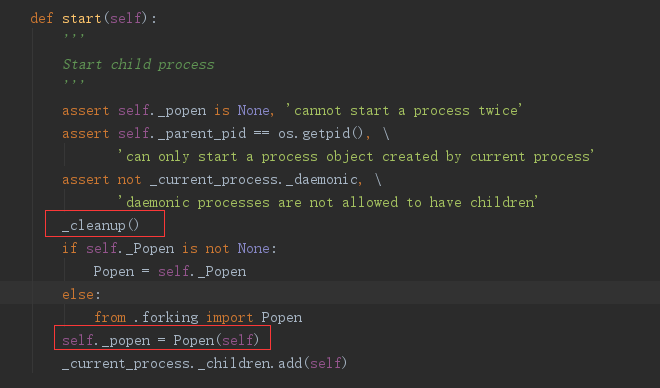 def start(self):
'''
Start child process
'''
assert self._popen is None, 'cannot start a process twice'
assert self._parent_pid == os.getpid(), \
'can only start a process object created by current process'
assert not _current_process._daemonic, \
'daemonic processes are not allowed to have children'
_cleanup()
if self._Popen is not None:
Popen = self._Popen
else:
from .forking import Popen
self._popen = Popen(self)
_current_process._children.add(self)